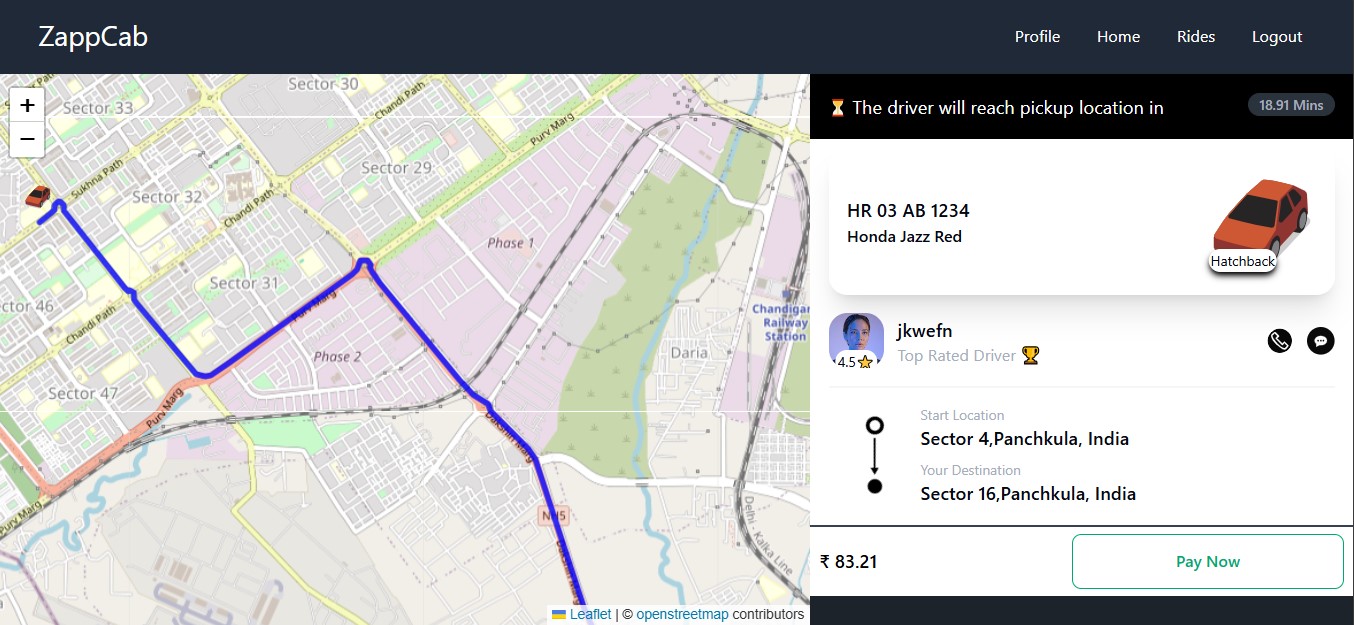 ZappCab
Profile
Home
Rides
Logout
+
−
Sector 30
Sector 33
Chandi Path
Purv Marg
Sukhna Path
Sector 29
Sector 32
Chandi Path
Phase 1
Sector 31
ctor 46
Chandi Path
Purv Marg
Chandigar
Railway
Station
Phase 2
Daria
Sector 47
Purv Marg
Dakshin Marg
Purv Marg
NH5
Delhi - Kalka Line
Dakshin Marg
Leaflet | © openstreetmap contributors
⏳ The driver will reach pickup location in
18.91 Mins
HR 03 AB 1234
Honda Jazz Red
Hatchback
jkwefn
Top Rated Driver 🏆
4.5⭐
Start Location
Sector 4,Panchkula, India
Your Destination
Sector 16,Panchkula, India
₹ 83.21
Pay Now